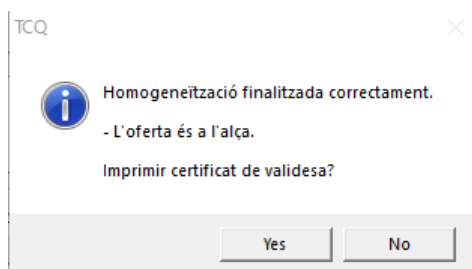 TCQ
Homogeneïtzació finalitzada correctament.
- L'oferta és a l'alça.
Imprimir certificat de validesa?
Yes
No